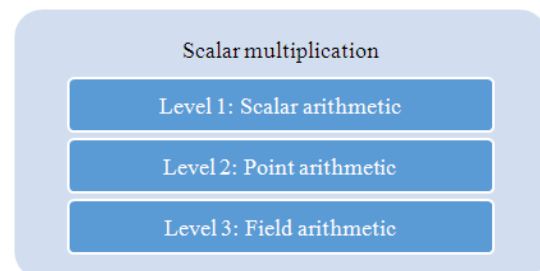 Scalar multiplication
Level 1: Scalar arithmetic
Level 2: Point arithmetic
Level 3: Field arithmetic